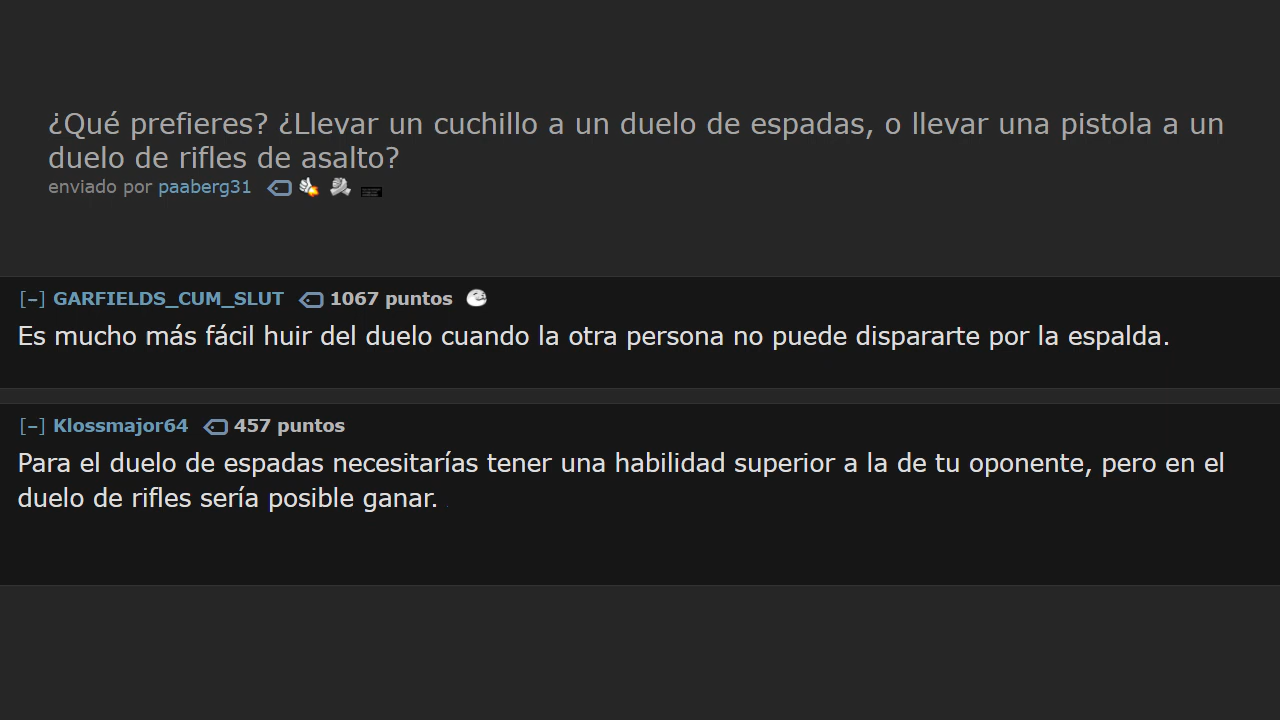 ¿Qué prefieres? ¿Llevar un cuchillo a un duelo de espadas, o llevar una pistola a un
duelo de rifles de asalto?
enviado por paaberg31
[–] GARFIELDS_CUM_SLUT 1067 puntos
Es mucho más fácil huir del duelo cuando la otra persona no puede dispararte por la espalda.
[–] Klossmajor64 457 puntos
Para el duelo de espadas necesitarías tener una habilidad superior a la de tu oponente, pero en el
duelo de rifles sería posible ganar.